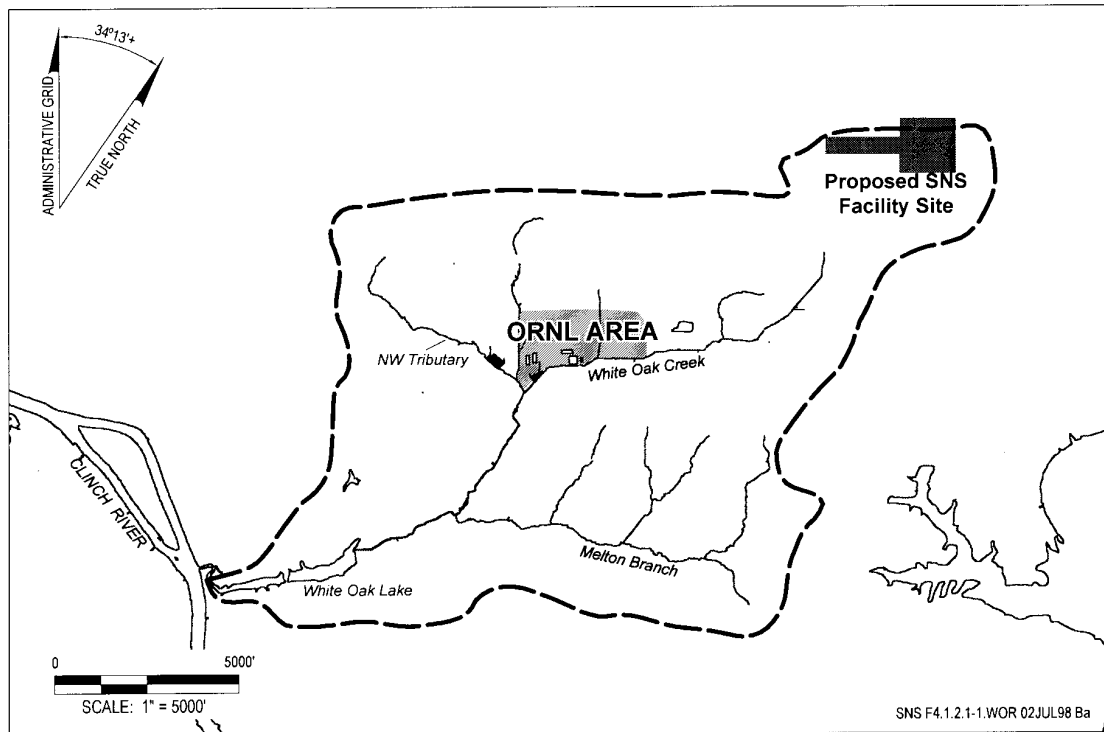 34°13'+
ADMINISTRATIVE GRID
TRUE NORTH
Proposed SNS
Facility Site
ORNL AREA
NW Tributary
White Oak Creek
CLINCH RIVER
Melton Branch
White Oak Lake
0 5000'
SCALE: 1" = 5000'
SNS F4.1.2.1-1.WOR 02JUL98 Ba